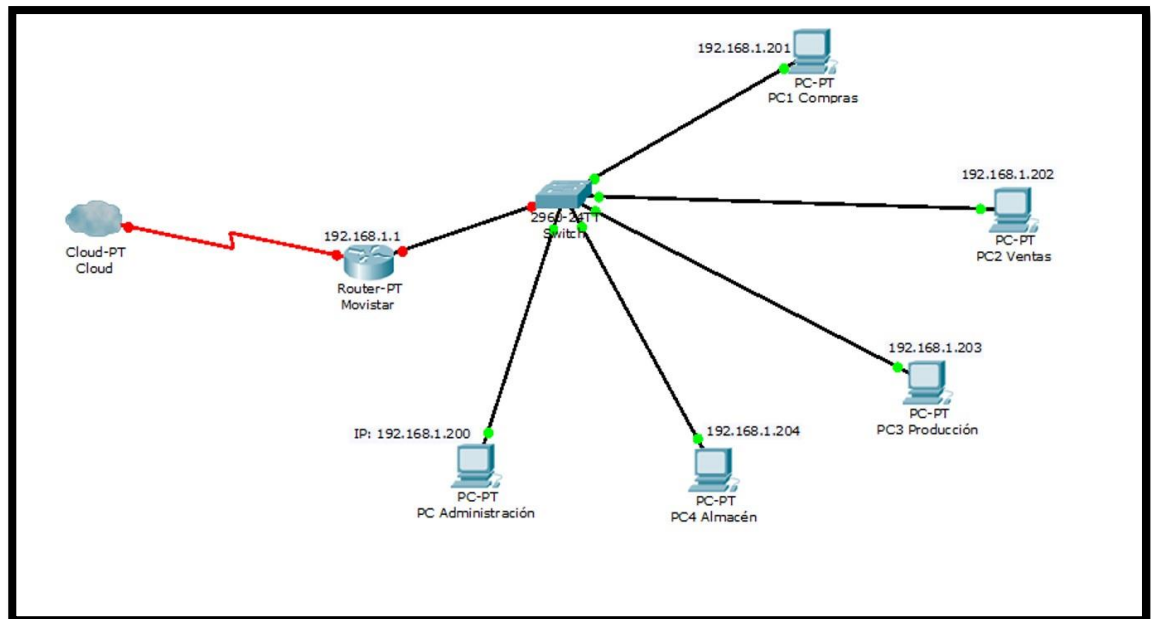 192.168.1.201
PC-PT
PC1 Compras
192.168.1.202
PC-PT
PC2 Ventas
2960-24TT
Switch
192.168.1.1
Router-PT
Movistar
Cloud-PT
Cloud
192.168.1.203
PC-PT
PC3 Producción
IP: 192.168.1.200
PC-PT
PC Administración
192.168.1.204
PC-PT
PC4 Almacén